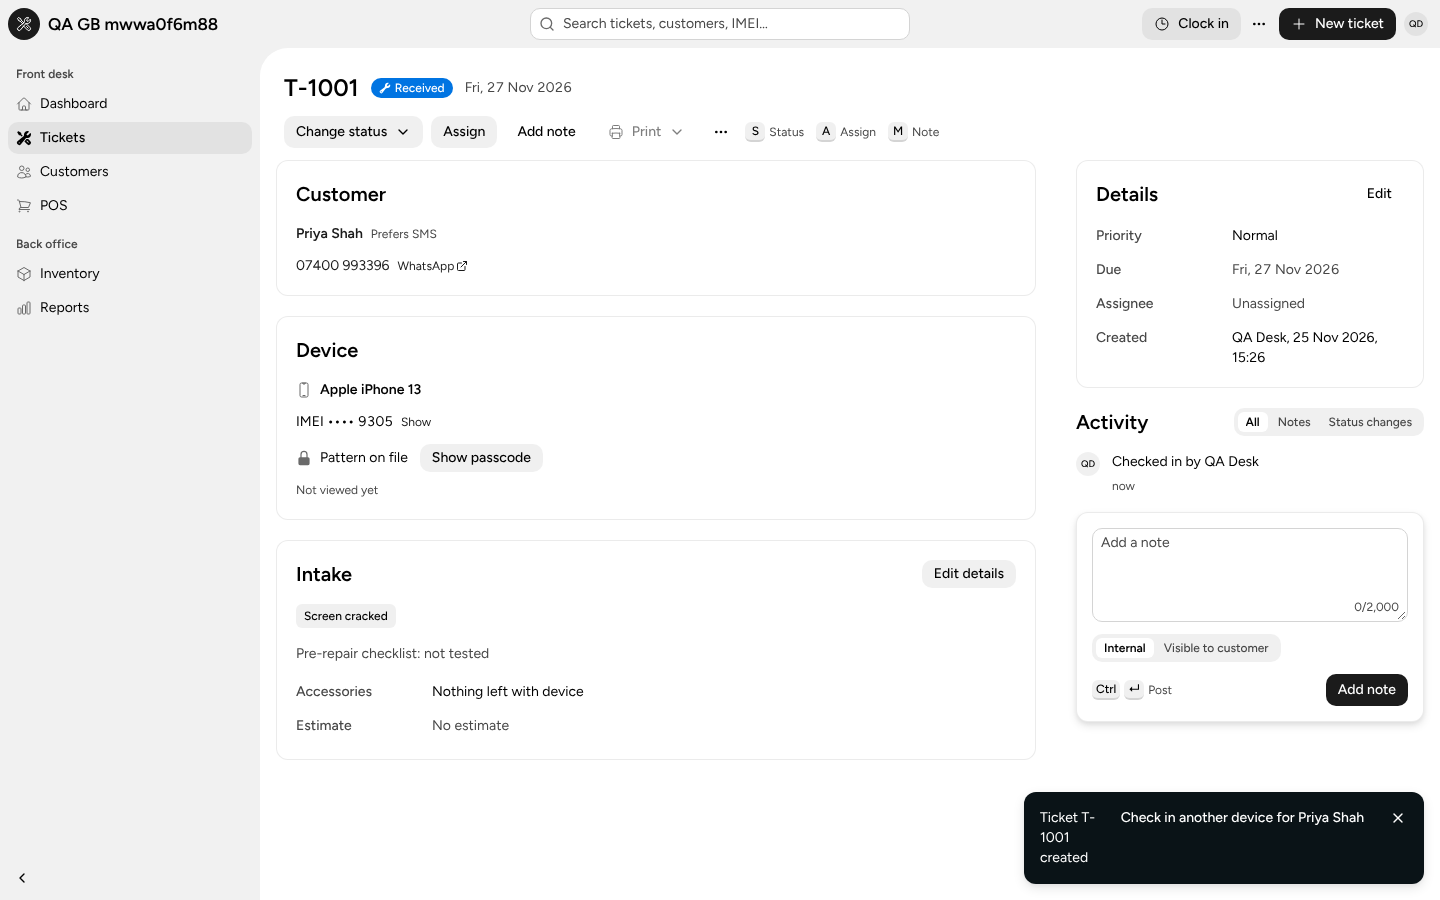 QA GB mwwa0f6m88
Search tickets, customers, IMEI...
Clock in
New ticket
QD
Front desk
Dashboard
Tickets
Customers
POS
Back office
Inventory
Reports
T-1001
Received
Fri, 27 Nov 2026
Change status
Assign
Add note
Print
S Status
A Assign
M Note
Customer
Priya Shah Prefers SMS
07400 993396 WhatsApp
Device
Apple iPhone 13
IMEI •••• 9305 Show
Pattern on file Show passcode
Not viewed yet
Intake
Edit details
Screen cracked
Pre-repair checklist: not tested
Accessories Nothing left with device
Estimate No estimate
Details
Edit
Priority Normal
Due Fri, 27 Nov 2026
Assignee Unassigned
Created QA Desk, 25 Nov 2026,
15:26
Activity
All Notes Status changes
QD Checked in by QA Desk
now
Add a note
0/2,000
Internal Visible to customer
Ctrl ↵ Post
Add note
Ticket T-
1001
created
Check in another device for Priya Shah